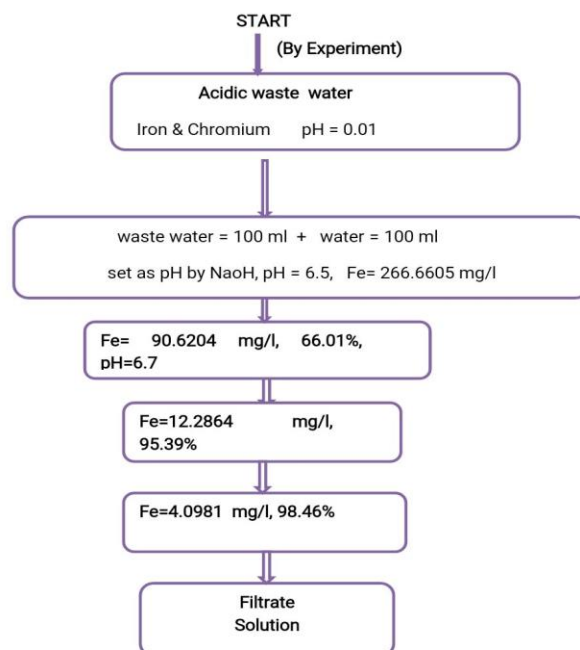 START
(By Experiment)
Acidic waste water
Iron & Chromium pH = 0.01
waste water = 100 ml + water = 100 ml
set as pH by NaoH, pH = 6.5, Fe= 266.6605 mg/l
Fe= 90.6204 mg/l, 66.01%,
pH=6.7
Fe=12.2864 mg/l,
95.39%
Fe=4.0981 mg/l, 98.46%
Filtrate
Solution